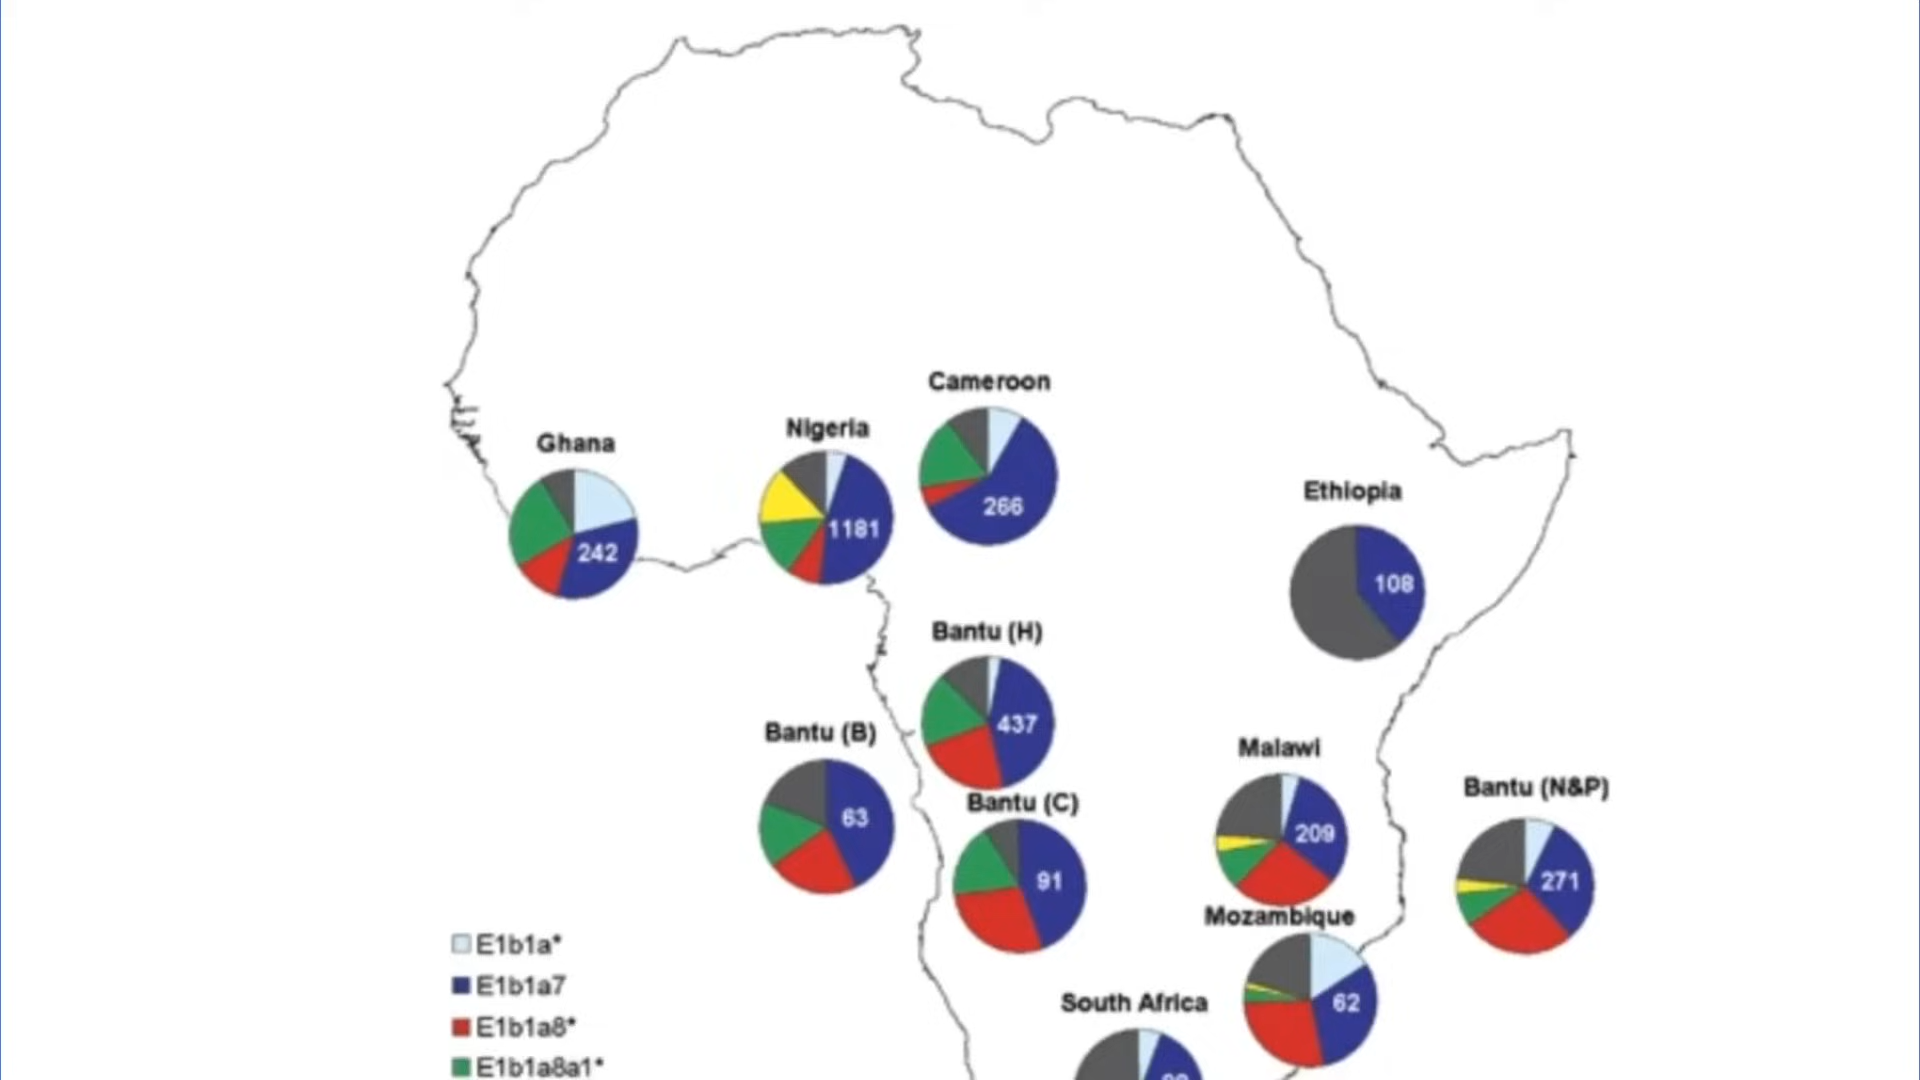 Cameroon
Nigeria
Ghana
266
1181
Ethiopia
242
108
Bantu (H)
437
Bantu (B)
Malawi
Bantu (N&P)
63
Bantu (C)
209
91
271
Mozambique
E1b1a*
E1b1a7
South Africa
62
E1b1a8*
E1b1a8a1*